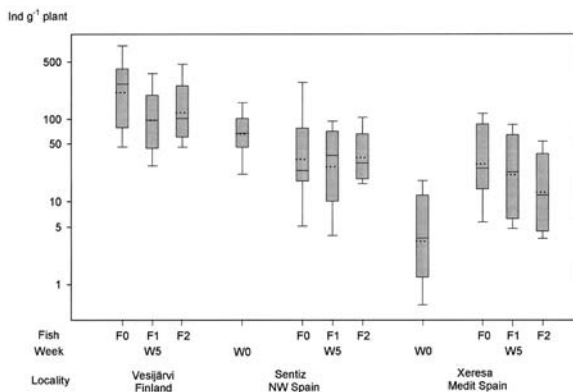 Ind g⁻¹ plant
500
100
50
10
5
1
Fish F0 F1 F2 F0 F1 F2 F0 F1 F2
Week W5 W0 W5 W0 W5
Locality Vesijärvi Sentiz Xeresa
Finland NW Spain Medit Spain